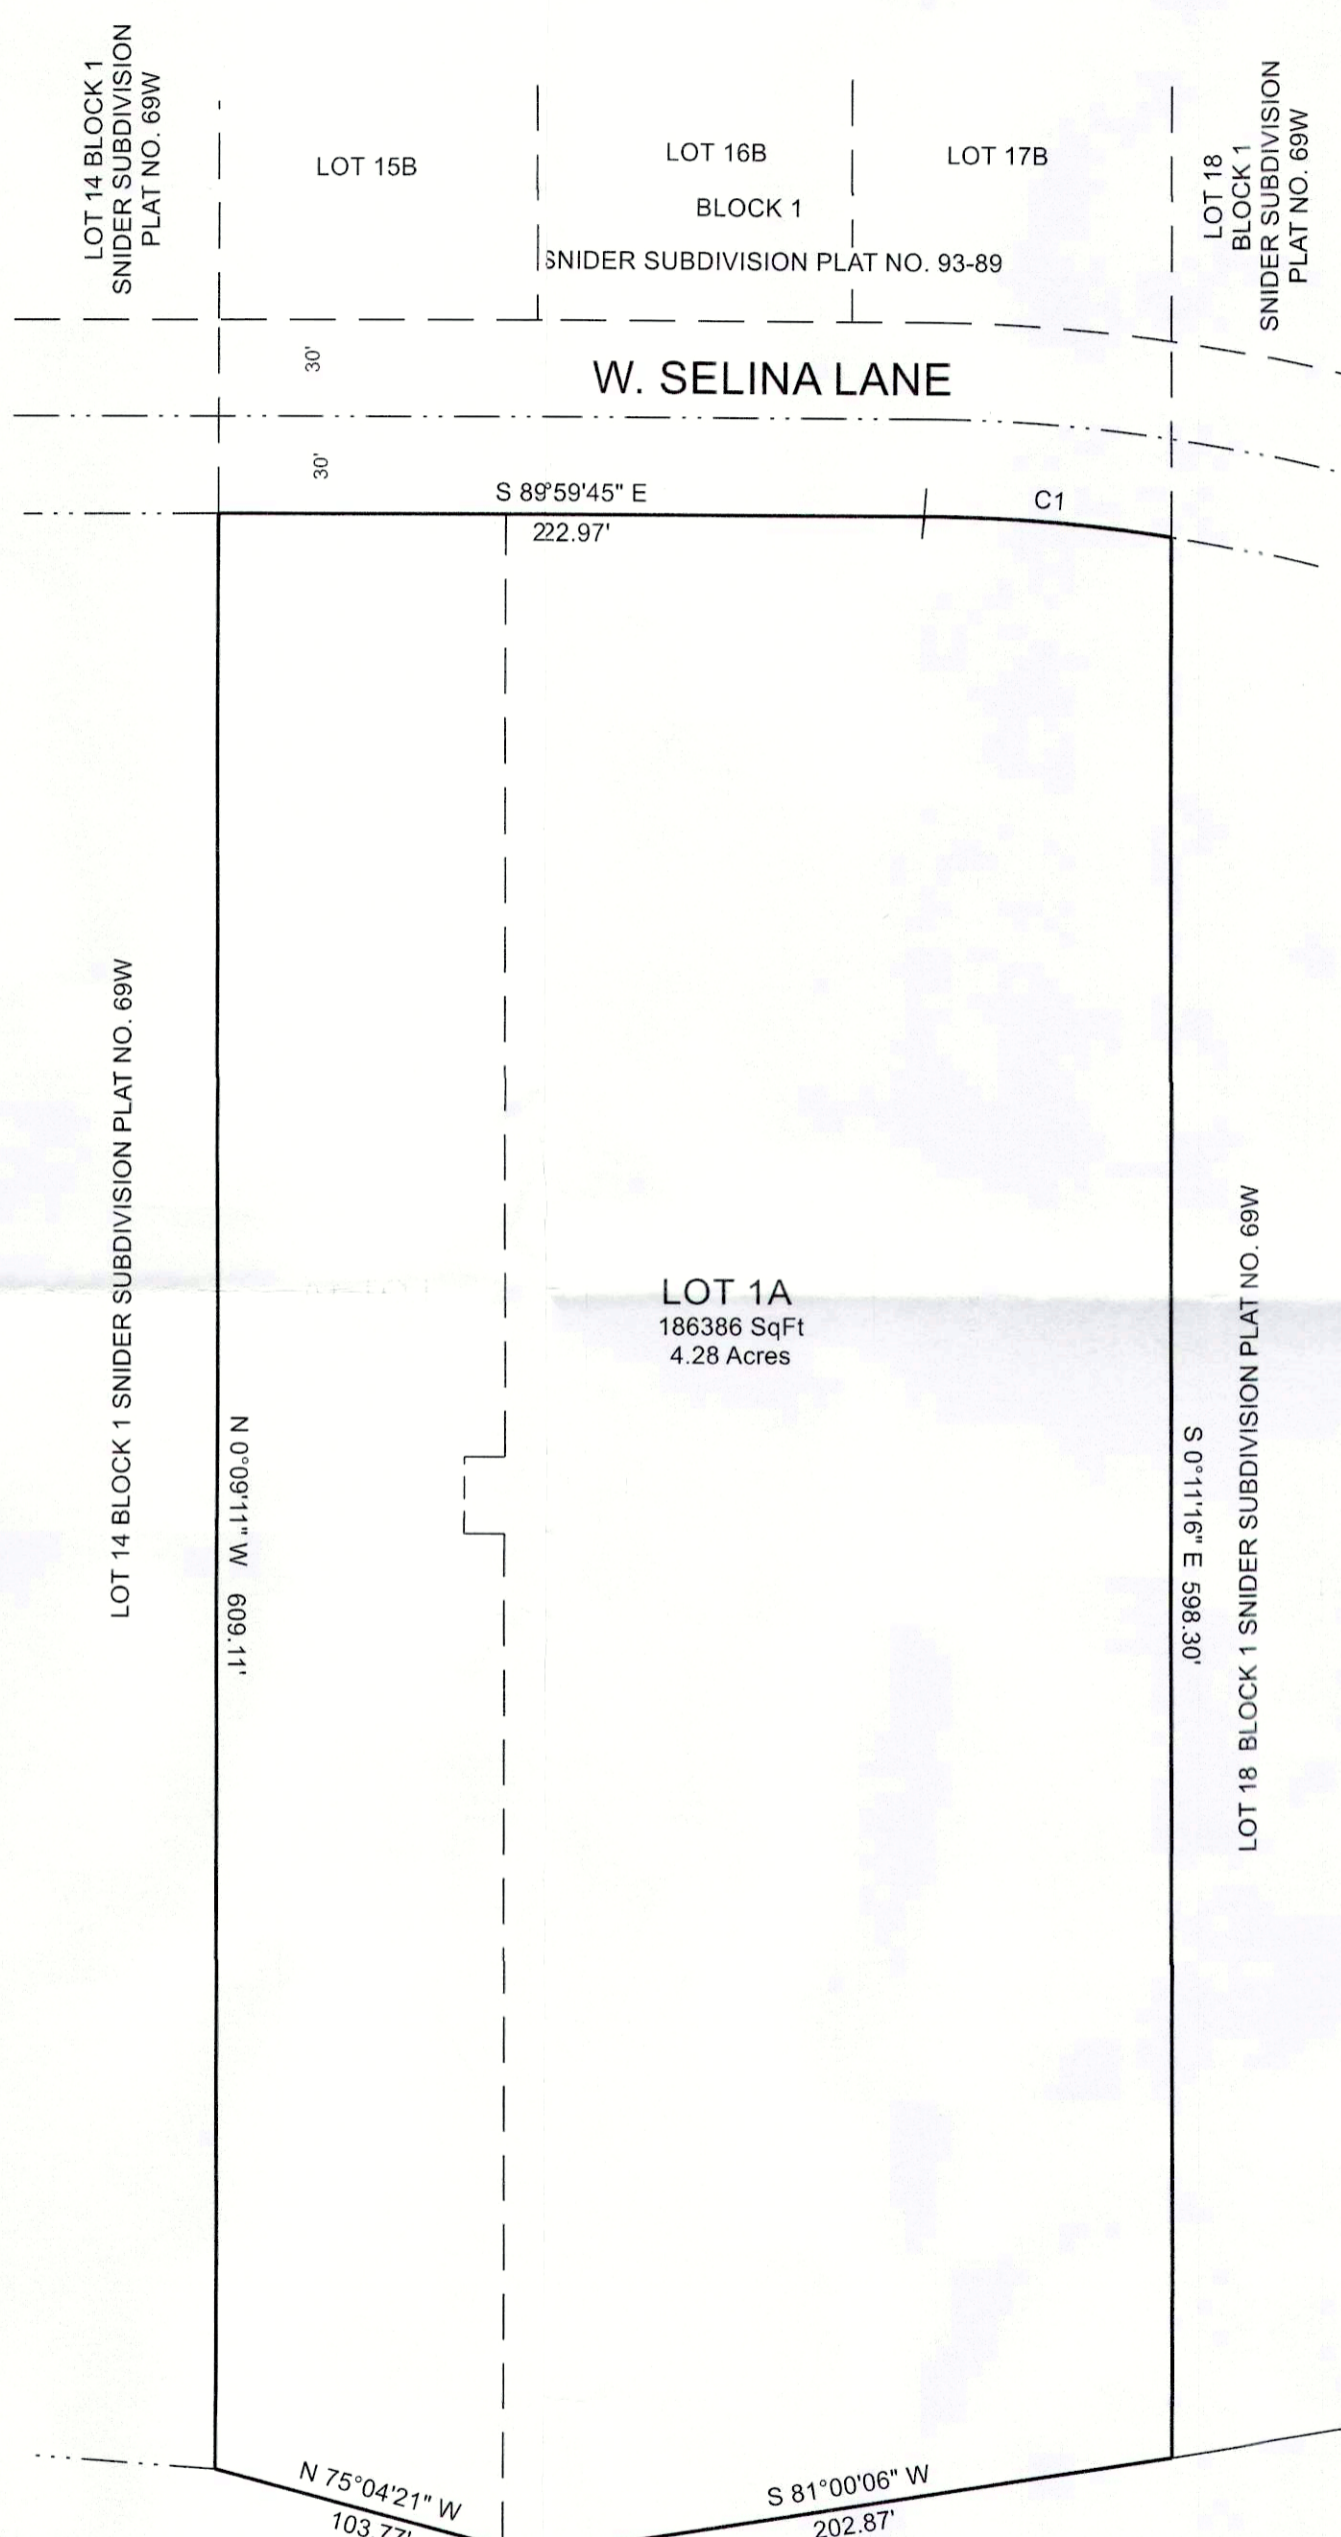 LOT 14 BLOCK 1
SNIDER SUBDIVISION
PLAT NO. 69W
LOT 15B
LOT 16B
LOT 17B
BLOCK 1
SNIDER SUBDIVISION PLAT NO. 93-89
LOT 18
BLOCK 1
SNIDER SUBDIVISION
PLAT NO. 69W
30'
W. SELINA LANE
30'
S 89°59'45" E
222.97'
C1
LOT 14 BLOCK 1 SNIDER SUBDIVISION PLAT NO. 69W
N 0°09'11" W 609.11'
LOT 1A
186386 SqFt
4.28 Acres
S 0°11'16" E 598.30'
LOT 18 BLOCK 1 SNIDER SUBDIVISION PLAT NO. 69W
N 75°04'21" W
103.77'
S 81°00'06" W
202.87'